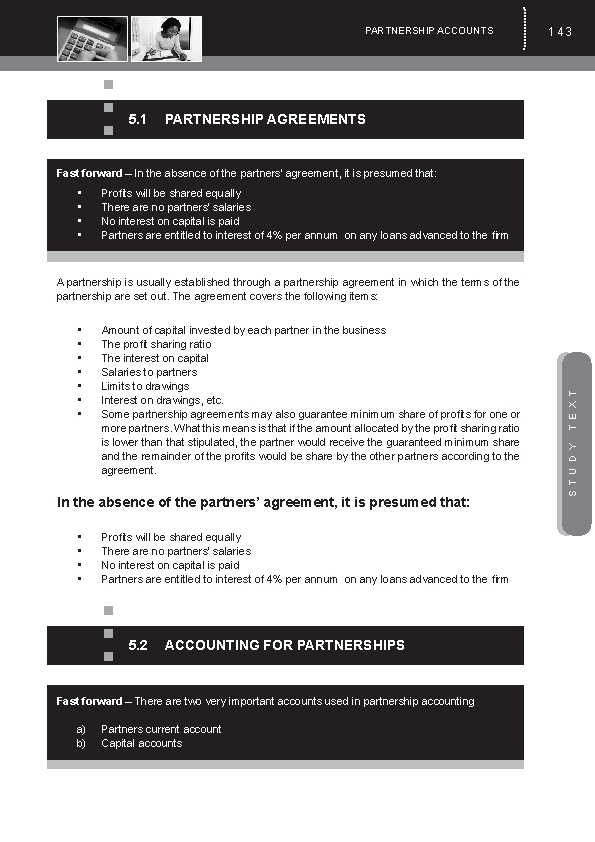 PARTNERSHIP ACCOUNTS 143
5.1 PARTNERSHIP AGREEMENTS
Fast forward – In the absence of the partners' agreement, it is presumed that:
• Profits will be shared equally
• There are no partners' salaries
• No interest on capital is paid
• Partners are entitled to interest of 4% per annum on any loans advanced to the firm
A partnership is usually established through a partnership agreement in which the terms of the
partnership are set out. The agreement covers the following items:
• Amount of capital invested by each partner in the business
• The profit sharing ratio
• The interest on capital
• Salaries to partners
• Limits to drawings
• Interest on drawings, etc.
• Some partnership agreements may also guarantee minimum share of profits for one or
more partners. What this means is that if the amount allocated by the profit sharing ratio
is lower than that stipulated, the partner would receive the guaranteed minimum share
and the remainder of the profits would be share by the other partners according to the
agreement.
STUDY TEXT
In the absence of the partners' agreement, it is presumed that:
• Profits will be shared equally
• There are no partners' salaries
• No interest on capital is paid
• Partners are entitled to interest of 4% per annum on any loans advanced to the firm
5.2 ACCOUNTING FOR PARTNERSHIPS
Fast forward – There are two very important accounts used in partnership accounting
a) Partners current account
b) Capital accounts